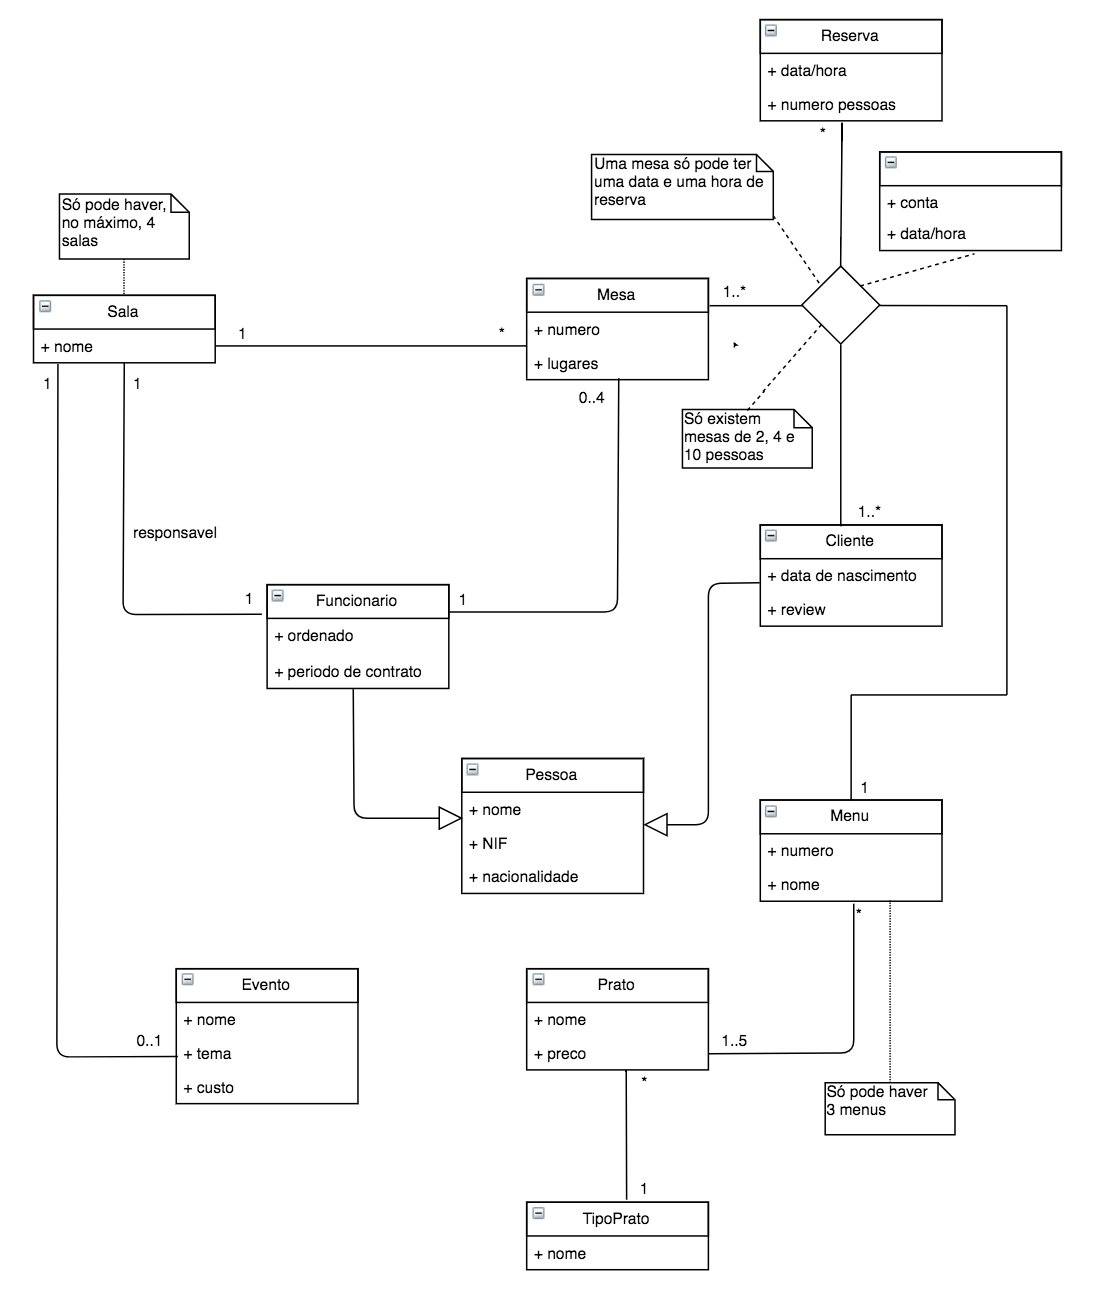 Reserva
+ data/hora
+ numero pessoas
*
Uma mesa só pode ter
uma data e uma hora de
reserva
+ conta
+ data/hora
Só pode haver,
no máximo, 4
salas
Sala
+ nome
1
*
Mesa
+ numero
+ lugares
1..*
1
1
0..4
Só existem
mesas de 2, 4 e
10 pessoas
responsavel
1..*
Cliente
+ data de nascimento
+ review
1
Funcionario
+ ordenado
+ periodo de contrato
1
Pessoa
+ nome
+ NIF
+ nacionalidade
1
Menu
+ numero
+ nome
*
Evento
+ nome
+ tema
+ custo
0..1
Prato
+ nome
+ preco
1..5
*
Só pode haver
3 menus
1
TipoPrato
+ nome